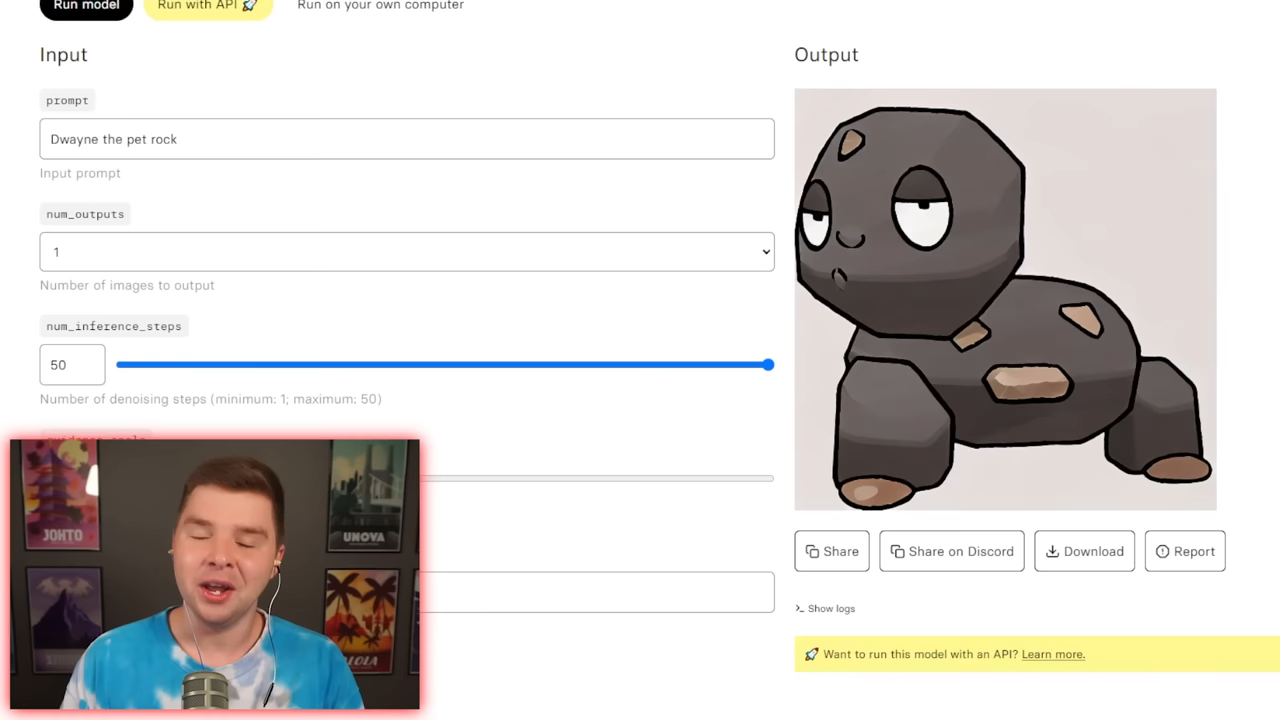 Run model
Run with API 🚀
Run on your own computer
Input
prompt
Dwayne the pet rock
Input prompt
num_outputs
1
Number of images to output
num_inference_steps
50
Number of denoising steps (minimum: 1; maximum: 50)
JOHTO
UNOVA
Output
Share
Share on Discord
Download
Report
>_ Show logs
🚀 Want to run this model with an API? Learn more.